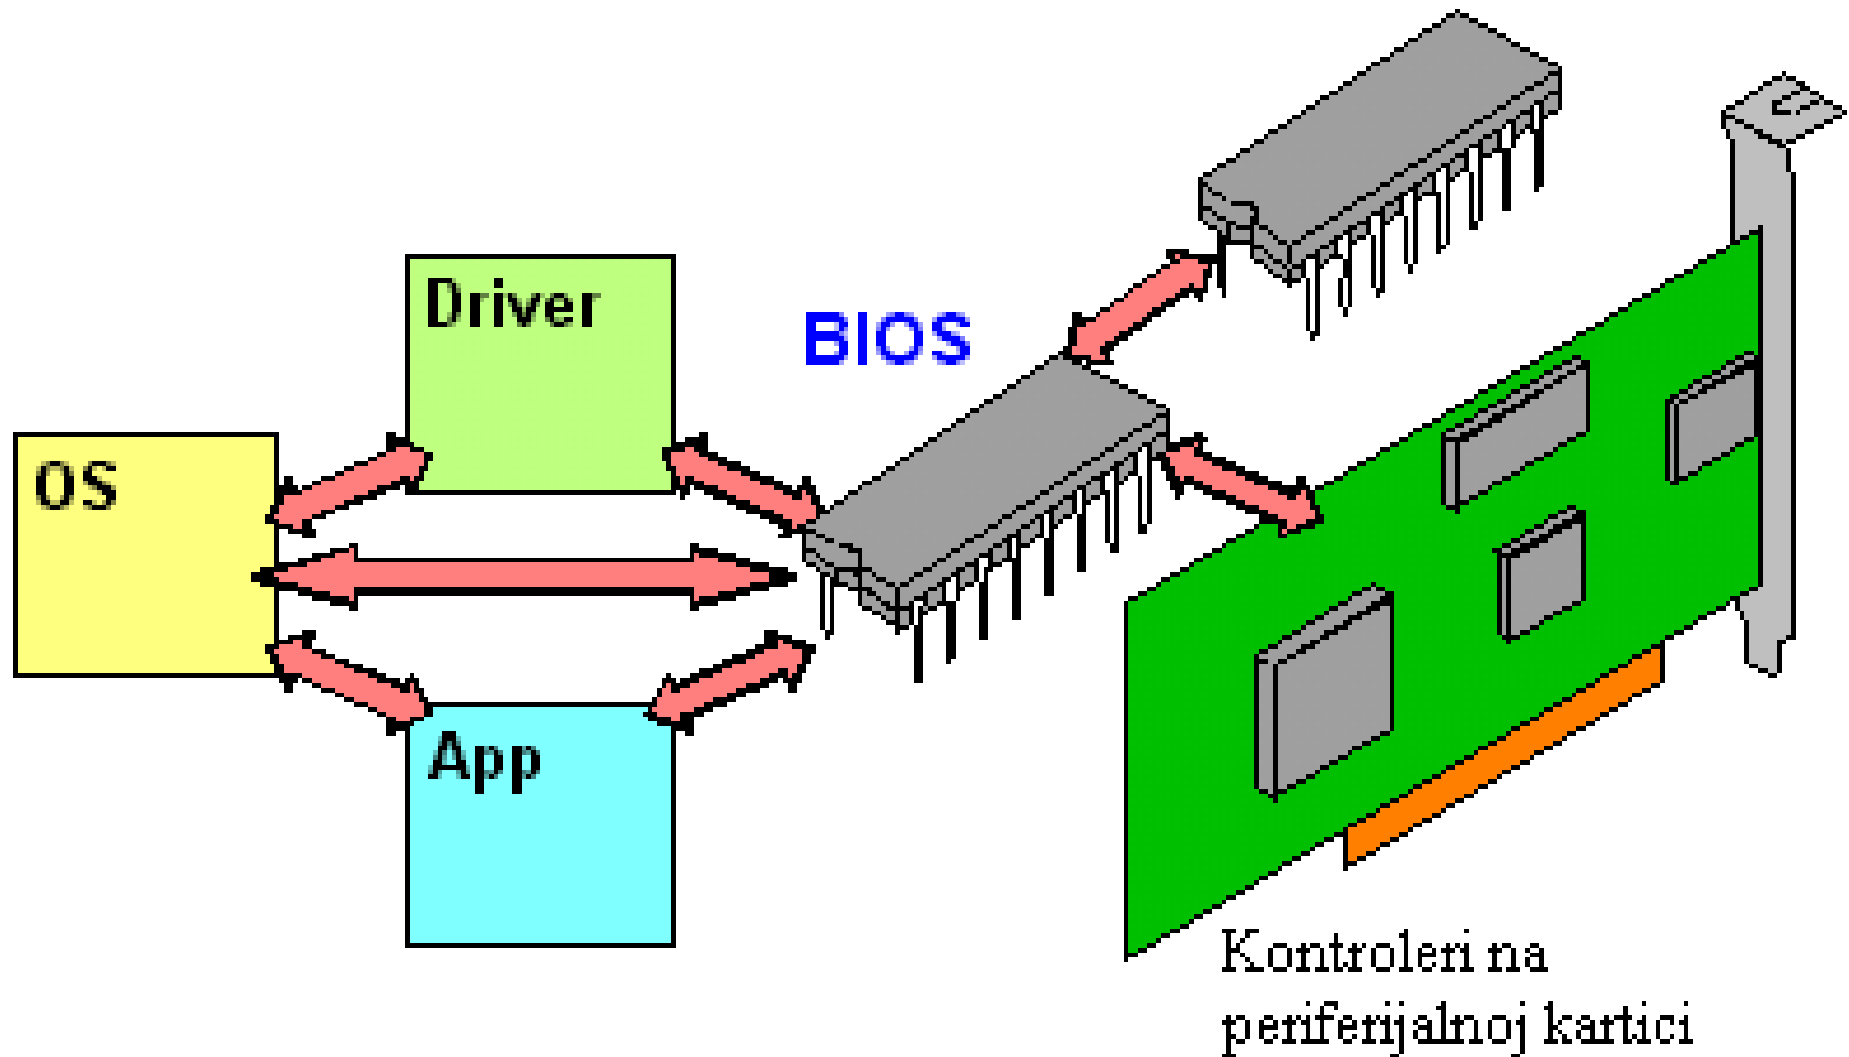 Driver
BIOS
OS
App
Kontroleri na
periferijalnoj kartici